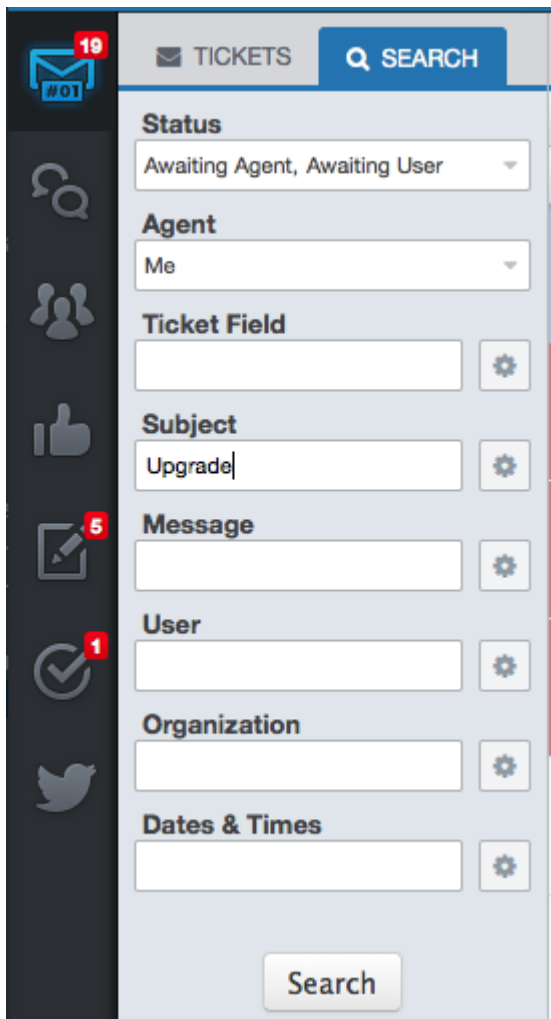 19
#01
TICKETS
SEARCH
Status
Awaiting Agent, Awaiting User
Agent
Me
Ticket Field
Subject
Upgrade
Message
5
User
1
Organization
Dates & Times
Search